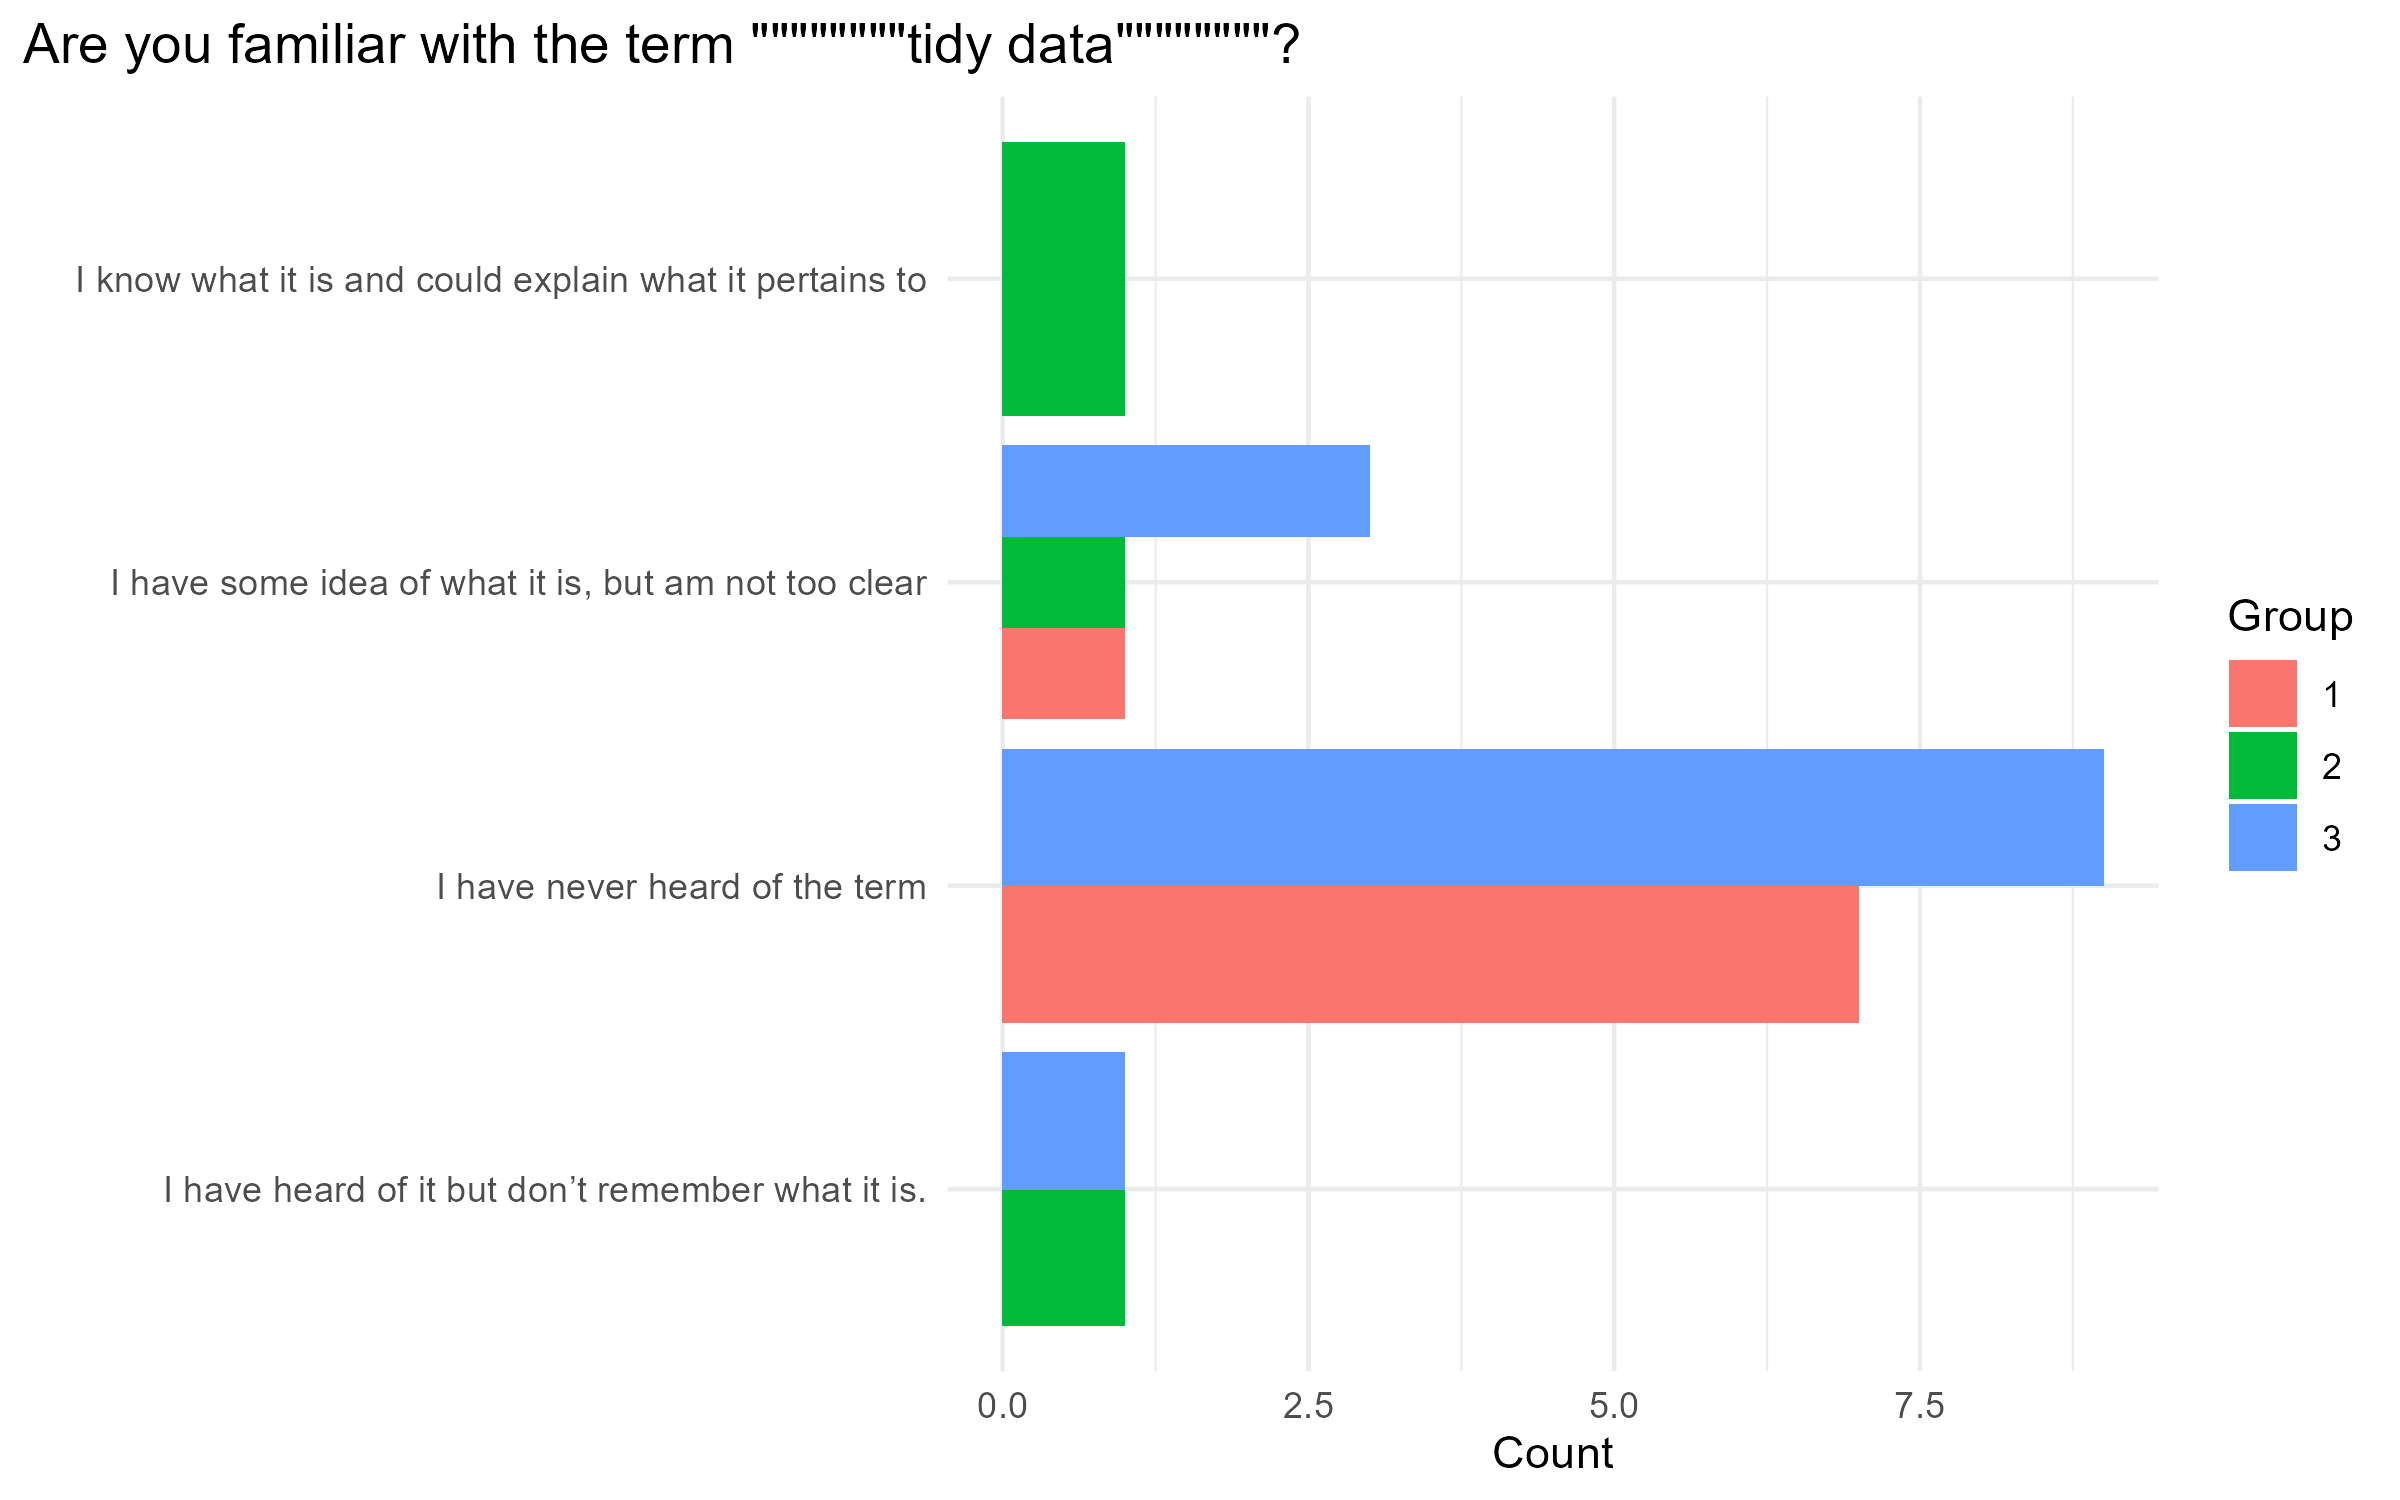 Are you familiar with the term """"""""tidy data""""""""?
I know what it is and could explain what it pertains to
I have some idea of what it is, but am not too clear
I have never heard of the term
I have heard of it but don’t remember what it is.
0.0 2.5 5.0 7.5
Count
Group
1
2
3